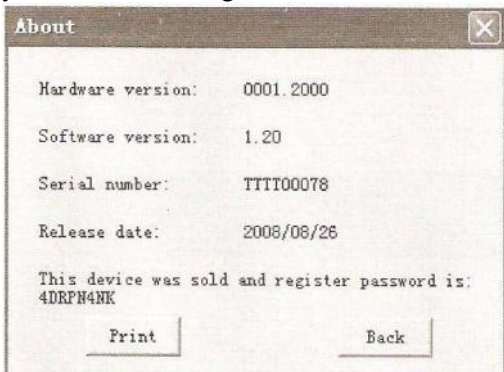 About
Hardware version: 0001.2000
Software version: 1.20
Serial number: TTTT00078
Release date: 2008/08/26
This device was sold and register password is:
4DRPN4NK
Print Back